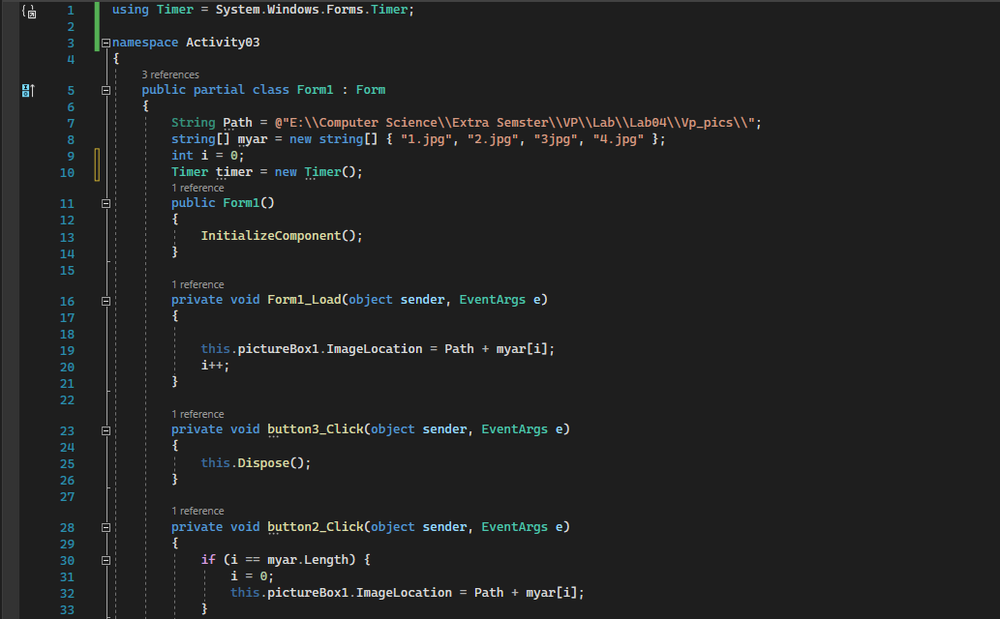 1 using Timer = System.Windows.Forms.Timer;
2
3 namespace Activity03
4 {
3 references
5 public partial class Form1 : Form
6 {
7 String Path = @"E:\\Computer Science\\Extra Semster\\VP\\Lab\\Lab04\\Vp_pics\\";
8 string[] myar = new string[] { "1.jpg", "2.jpg", "3jpg", "4.jpg" };
9 int i = 0;
10 Timer timer = new Timer();
1 reference
11 public Form1()
12 {
13 InitializeComponent();
14 }
15
1 reference
16 private void Form1_Load(object sender, EventArgs e)
17 {
18
19 this.pictureBox1.ImageLocation = Path + myar[i];
20 i++;
21 }
22
1 reference
23 private void button3_Click(object sender, EventArgs e)
24 {
25 this.Dispose();
26 }
27
1 reference
28 private void button2_Click(object sender, EventArgs e)
29 {
30 if (i == myar.Length) {
31 i = 0;
32 this.pictureBox1.ImageLocation = Path + myar[i];
33 }